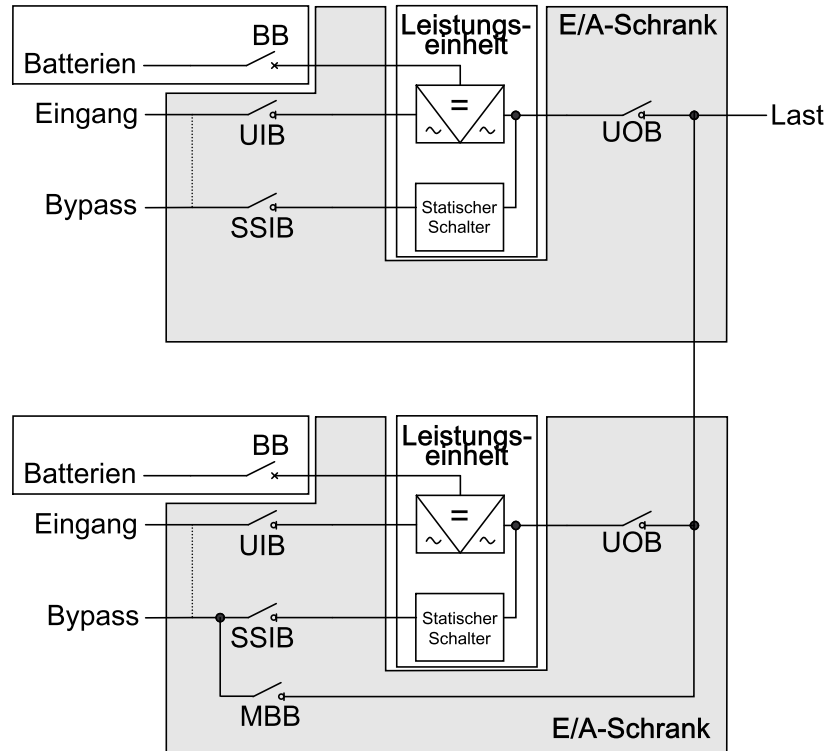 Leistungs-
einheit
E/A-Schrank
BB
Batterien
Eingang
UIB
UOB
Last
Bypass
SSIB
Statischer
Schalter
Leistungs-
einheit
BB
Batterien
Eingang
UIB
UOB
Bypass
SSIB
Statischer
Schalter
MBB
E/A-Schrank